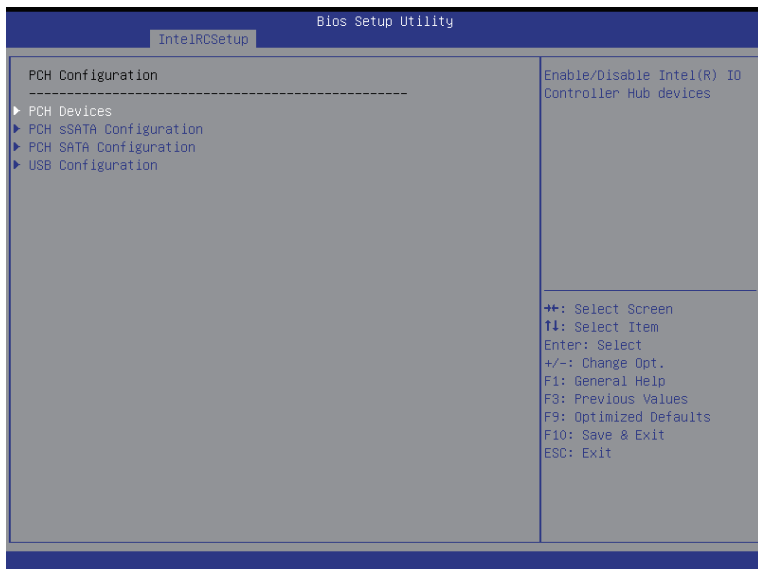 Bios Setup Utility
IntelRCSetup
PCH Configuration
------------------------------------------------
PCH Devices
PCH sSATA Configuration
PCH SATA Configuration
USB Configuration
Enable/Disable Intel(R) IO
Controller Hub devices
→←: Select Screen
↑↓: Select Item
Enter: Select
+/-: Change Opt.
F1: General Help
F3: Previous Values
F9: Optimized Defaults
F10: Save & Exit
ESC: Exit